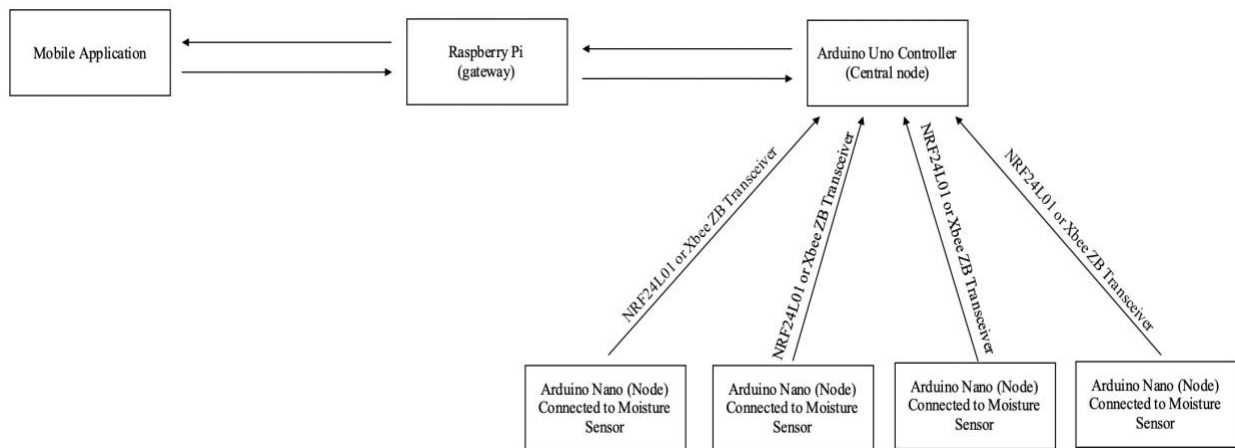 Mobile Application
Raspberry Pi
(gateway)
Arduino Uno Controller
(Central node)
NRF24L01 or Xbee ZB Transceiver
NRF24L01 or Xbee ZB Transceiver
NRF24L01 or Xbee ZB Transceiver
NRF24L01 or Xbee ZB Transceiver
Arduino Nano (Node)
Connected to Moisture
Sensor
Arduino Nano (Node)
Connected to Moisture
Sensor
Arduino Nano (Node)
Connected to Moisture
Sensor
Arduino Nano (Node)
Connected to Moisture
Sensor